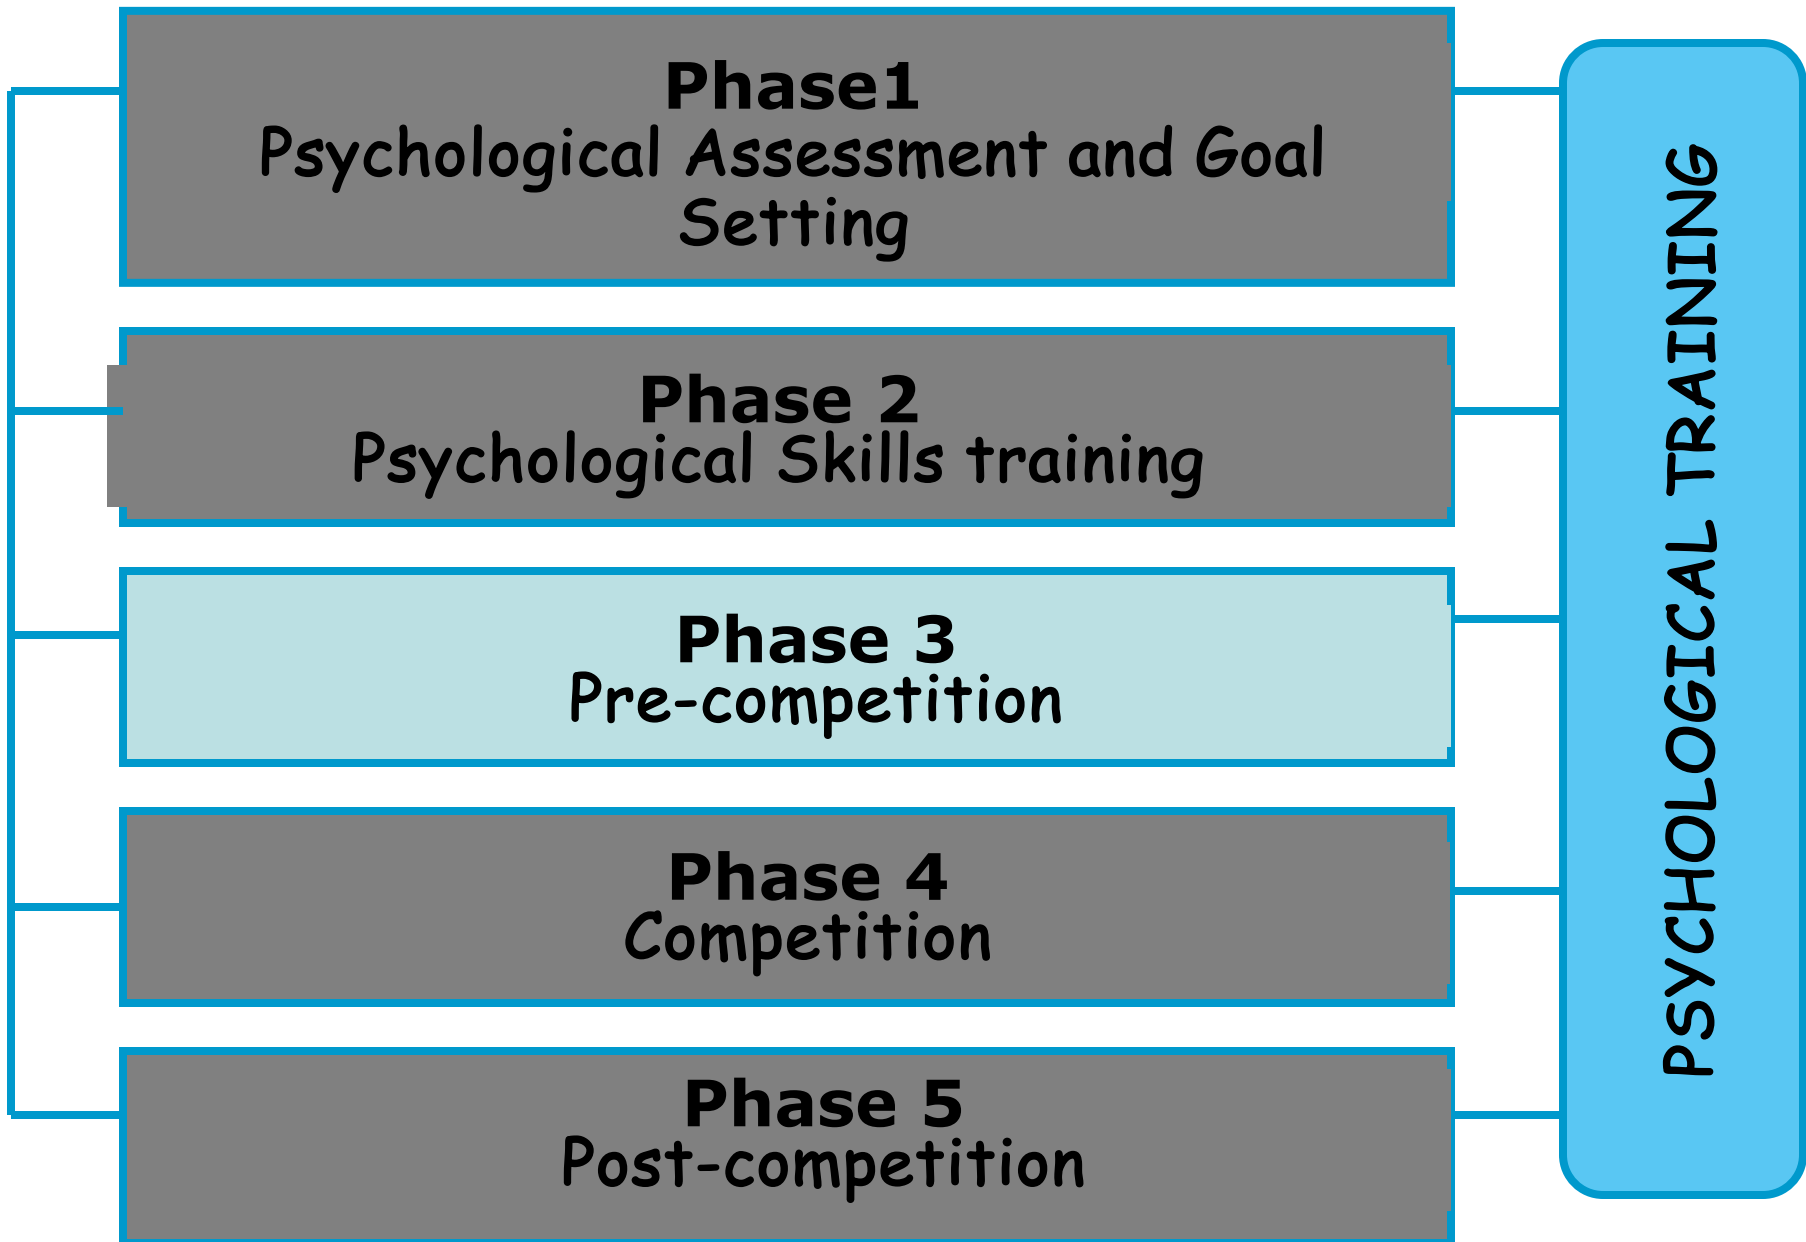 Phase1
Psychological Assessment and Goal
Setting
Phase 2
Psychological Skills training
Phase 3
Pre-competition
Phase 4
Competition
Phase 5
Post-competition
PSYCHOLOGICAL TRAINING